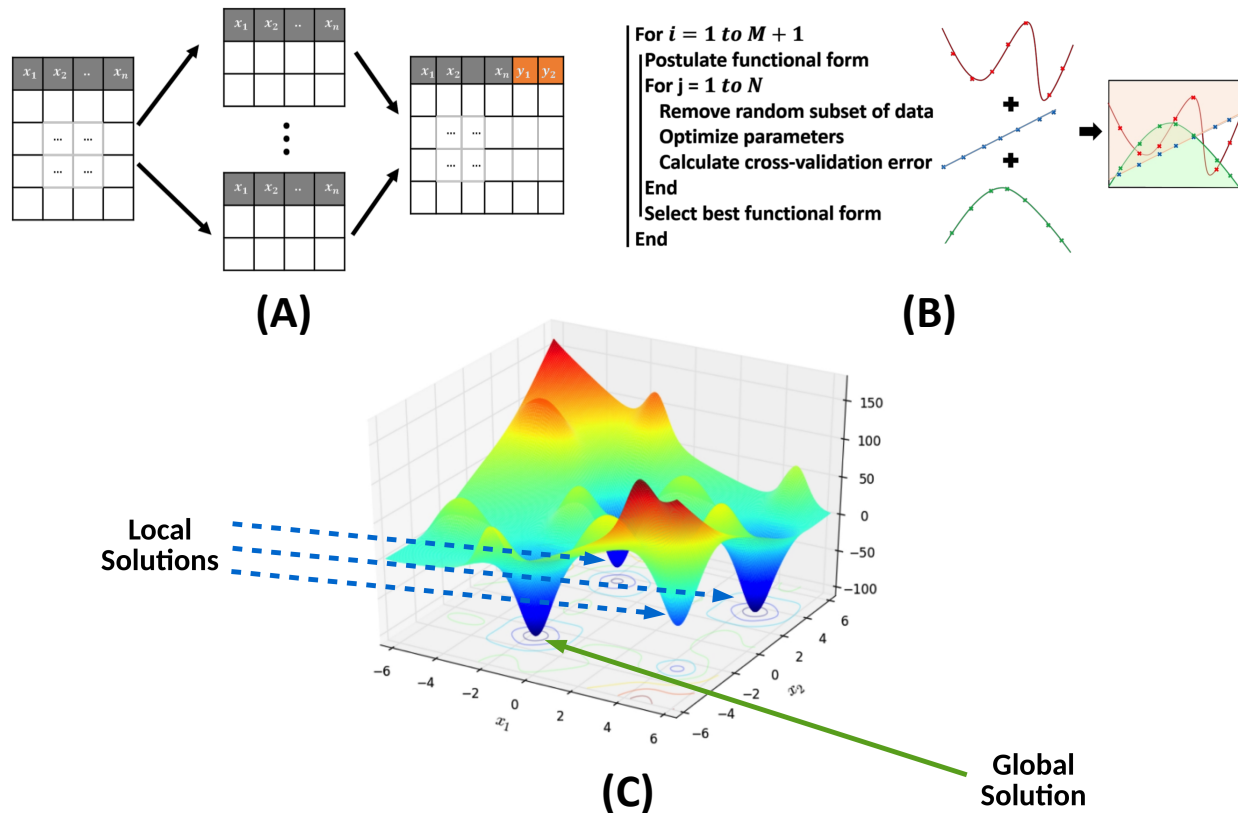 x₁ x₂ .. xₙ
x₁ x₂ .. xₙ
x₁ x₂ xₙ y₁ y₂
x₁ x₂ .. xₙ
... ...
... ...
... ...
... ...
(A)
For i = 1 to M + 1
Postulate functional form
For j = 1 to N
Remove random subset of data
Optimize parameters
Calculate cross-validation error
End
Select best functional form
End
+
+
(B)
150
100
50
0
−50
−100
Local
Solutions
−6
−4
−2
0
2
4
6
x₁
−6
−4
−2
0
2
4
6
x₂
Global
Solution
(C)